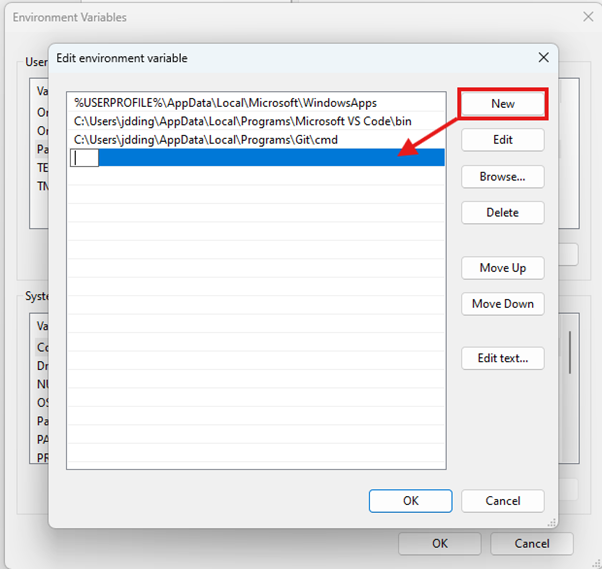 Environment Variables
Edit environment variable
%USERPROFILE%\AppData\Local\Microsoft\WindowsApps
C:\Users\jdding\AppData\Local\Programs\Microsoft VS Code\bin
C:\Users\jdding\AppData\Local\Programs\Git\cmd
New
Edit
Browse...
Delete
Move Up
Move Down
Edit text...
OK
Cancel
User
Va
On
On
Pa
TE
TN
Syste
Va
Co
Dr
NU
OS
Pa
PA
PR
OK
Cancel